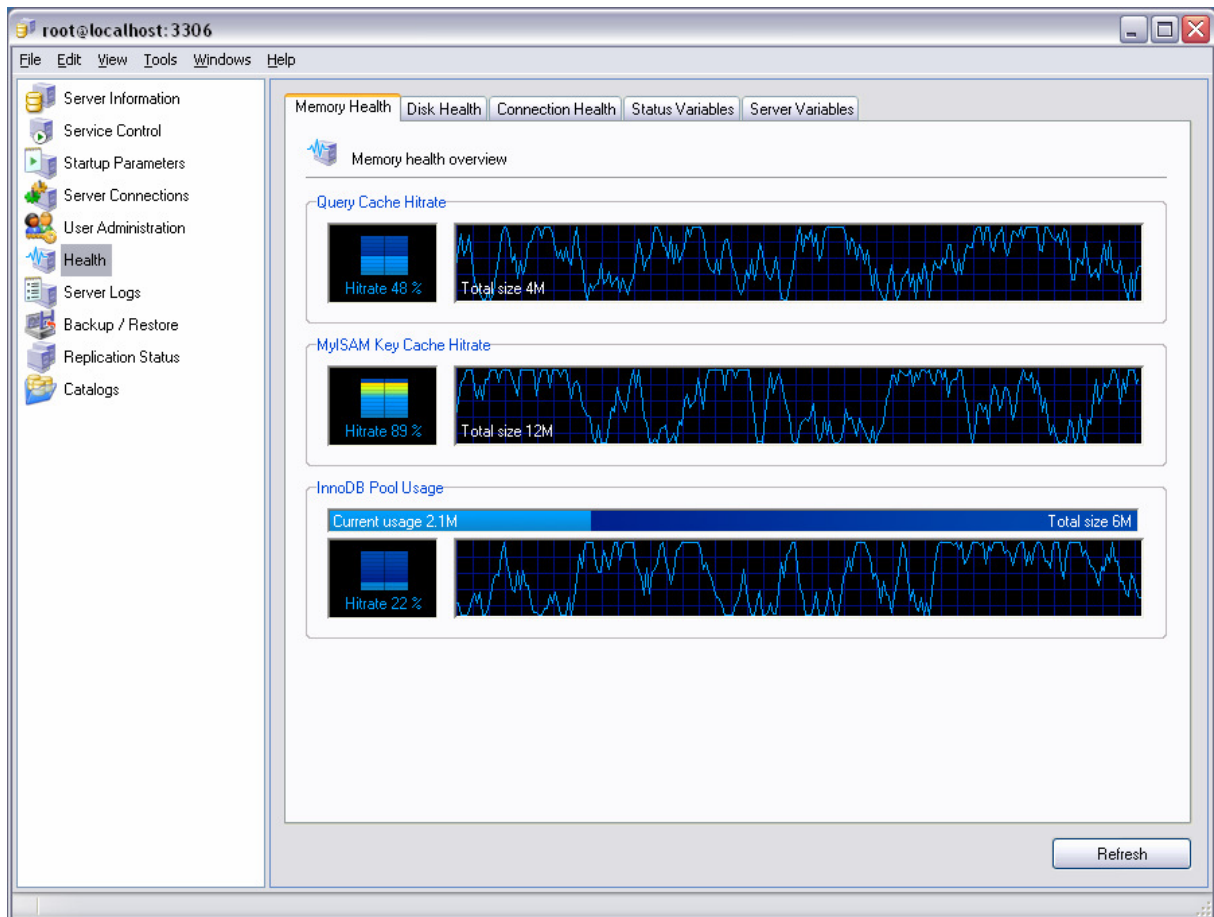 root@localhost:3306
File Edit View Tools Windows Help
Server Information
Service Control
Startup Parameters
Server Connections
User Administration
Health
Server Logs
Backup / Restore
Replication Status
Catalogs
Memory Health Disk Health Connection Health Status Variables Server Variables
Memory health overview
Query Cache Hitrate
Hitrate 48 %
Total size 4M
MyISAM Key Cache Hitrate
Hitrate 89 %
Total size 12M
InnoDB Pool Usage
Current usage 2.1M
Total size 6M
Hitrate 22 %
Refresh